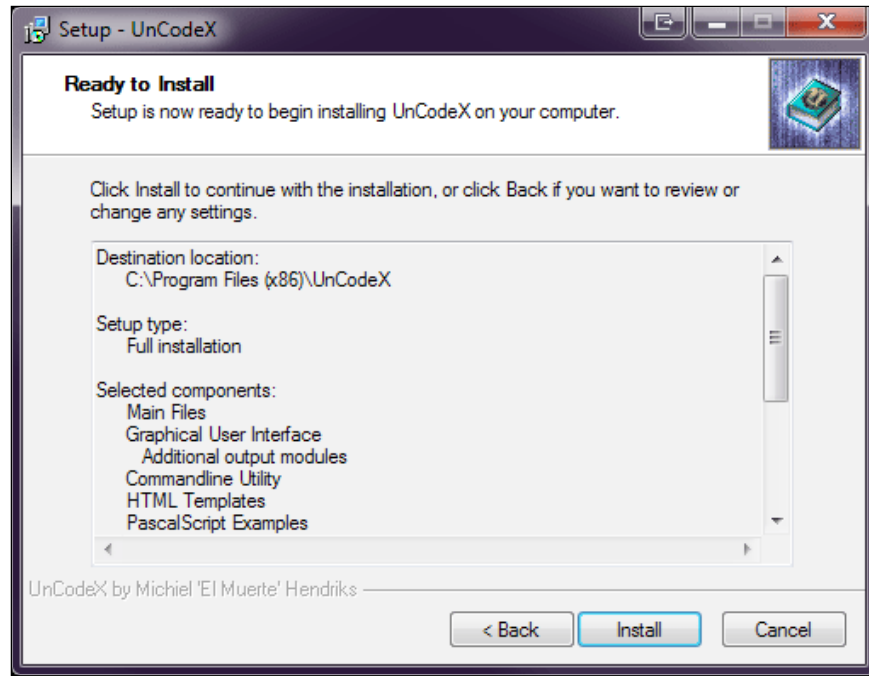 Setup - UnCodeX
Ready to Install
Setup is now ready to begin installing UnCodeX on your computer.
Click Install to continue with the installation, or click Back if you want to review or
change any settings.
Destination location:
C:\Program Files (x86)\UnCodeX
Setup type:
Full installation
Selected components:
Main Files
Graphical User Interface
Additional output modules
Commandline Utility
HTML Templates
PascalScript Examples
UnCodeX by Michiel 'El Muerte' Hendriks
< Back
Install
Cancel